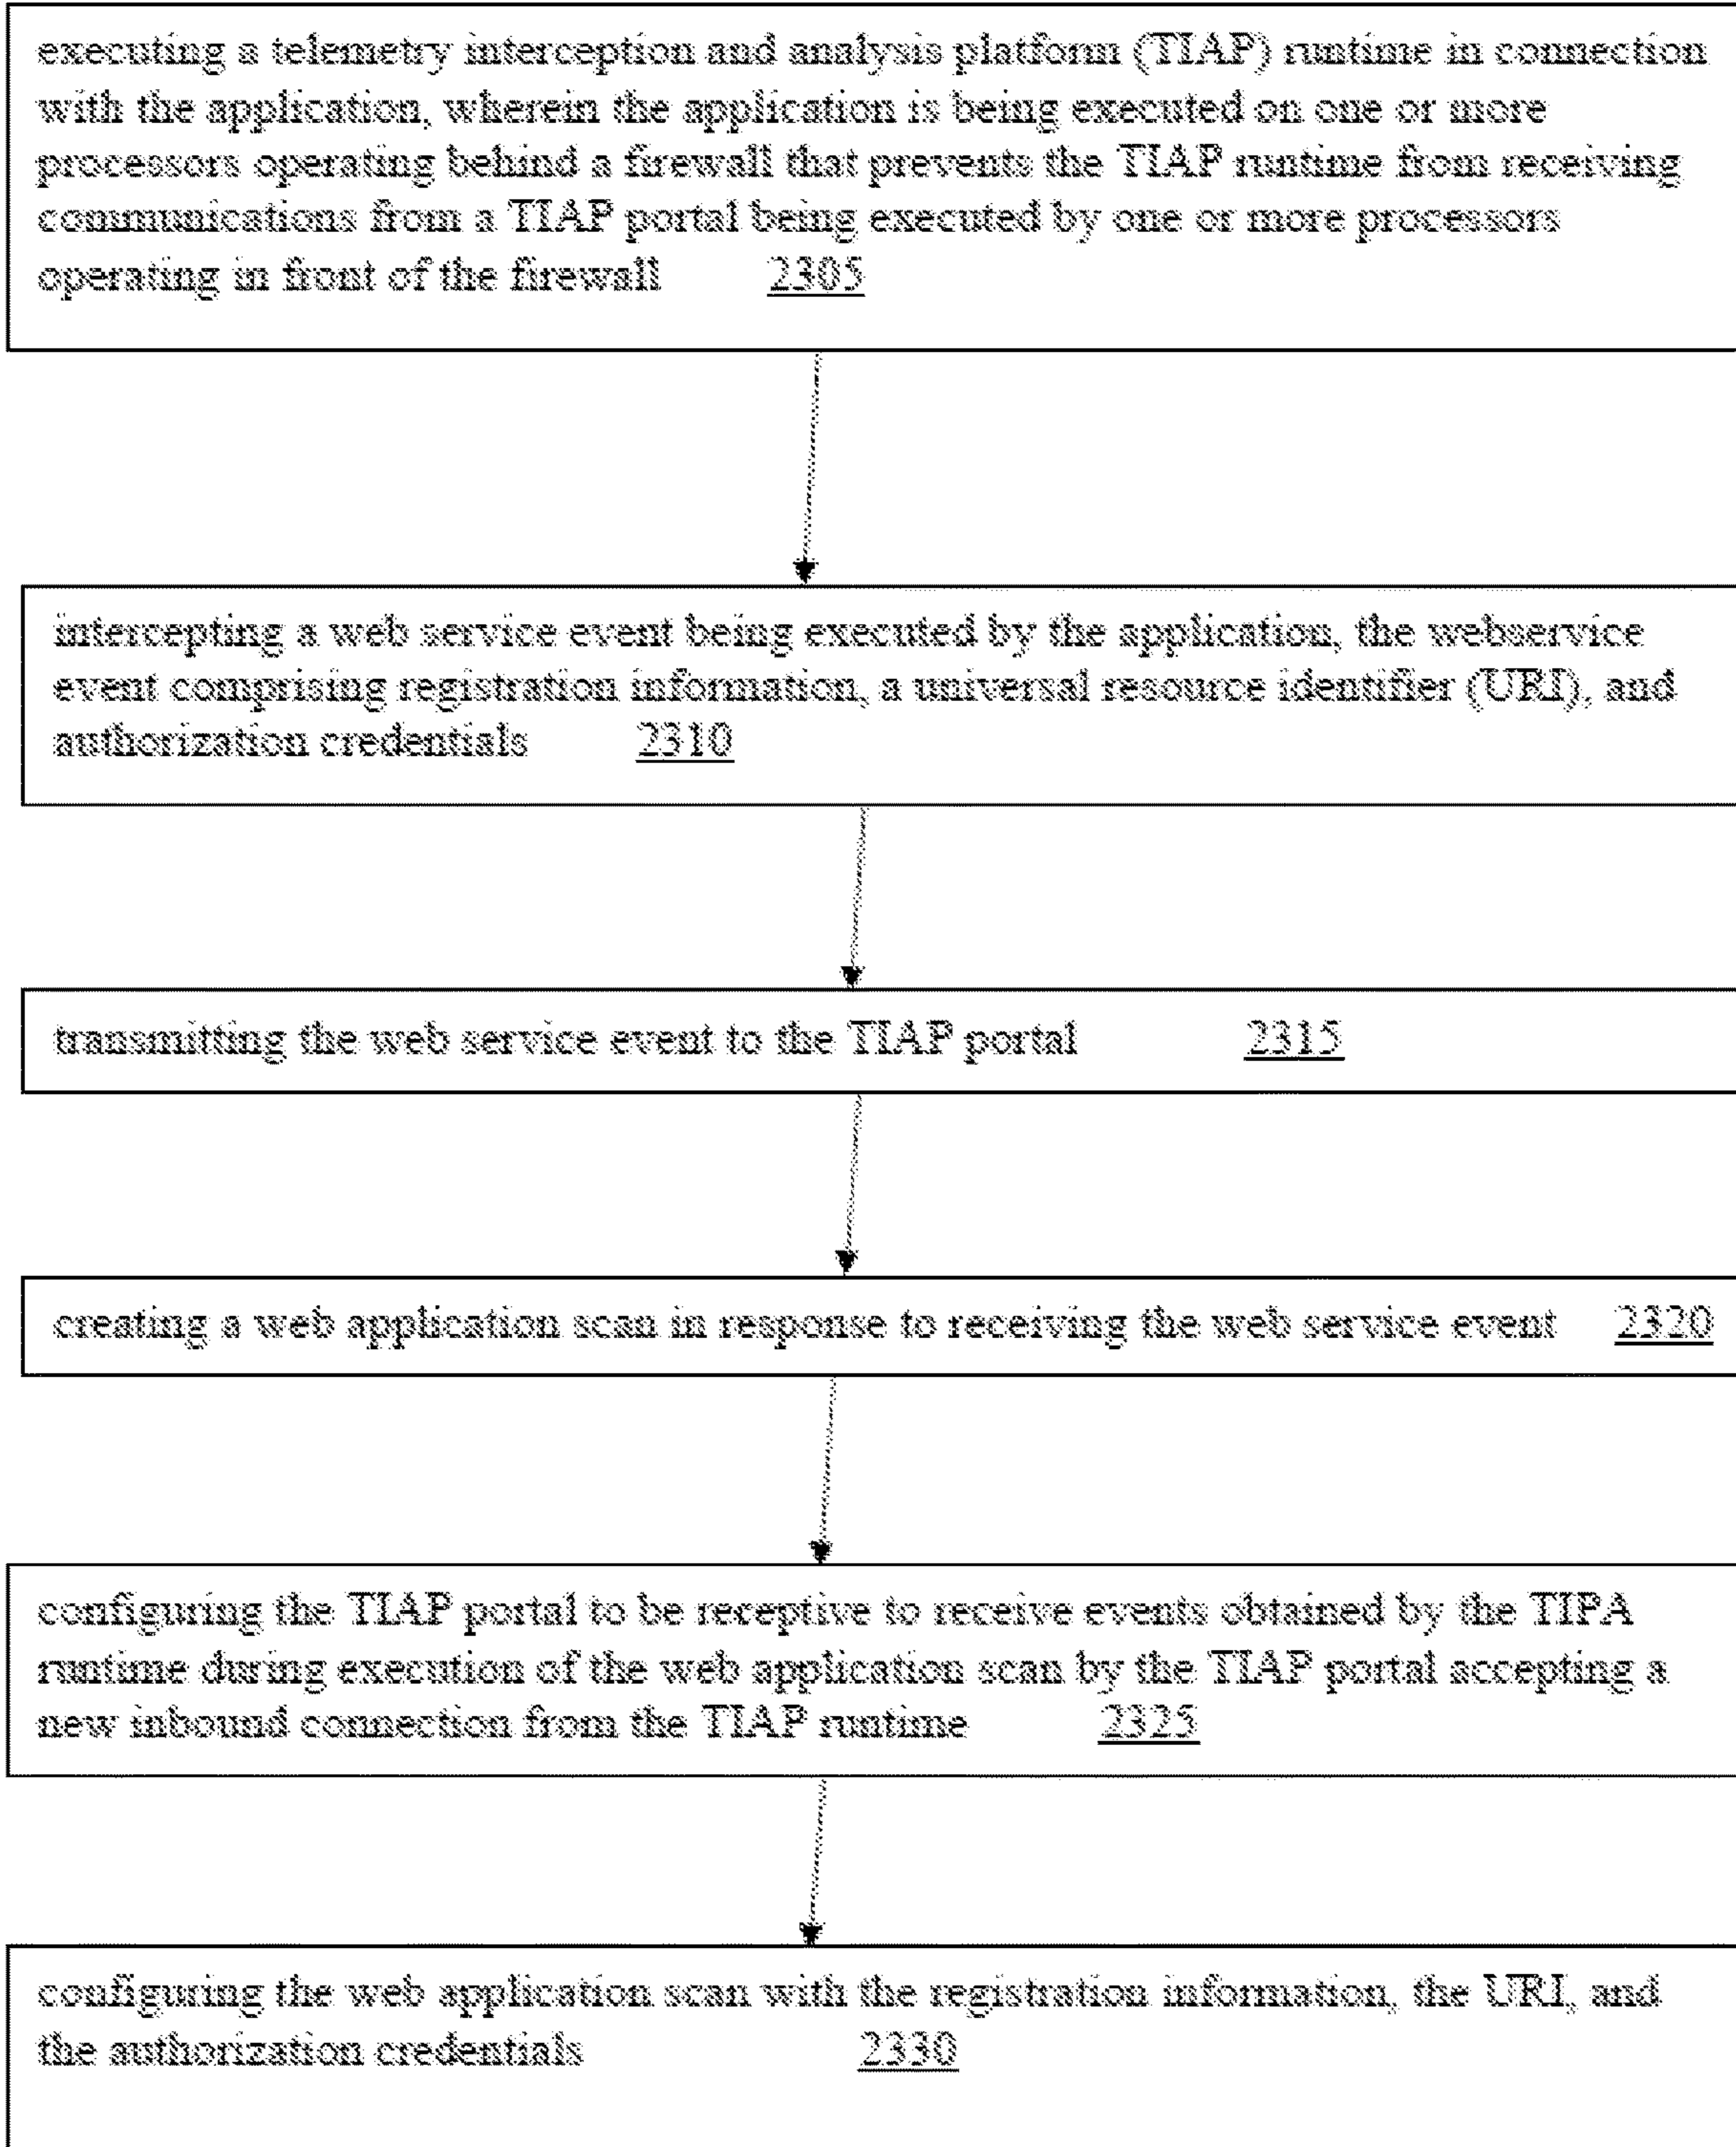 executing a telemetry interception and analysis platform (TIAP) runtime in connection
with the application, wherein the application is being executed on one or more
processors operating behind a firewall that prevents the TIAP runtime from receiving
communications from a TIAP portal being executed by one or more processors
operating in front of the firewall 2305
intercepting a web service event being executed by the application, the webservice
event comprising registration information, a universal resource identifier (URI), and
authorization credentials 2310
transmitting the web service event to the TIAP portal 2315
creating a web application scan in response to receiving the web service event 2320
configuring the TIAP portal to be receptive to receive events obtained by the TIPA
runtime during execution of the web application scan by the TIAP portal accepting a
new inbound connection from the TIAP runtime 2325
configuring the web application scan with the registration information, the URI, and
the authorization credentials 2330